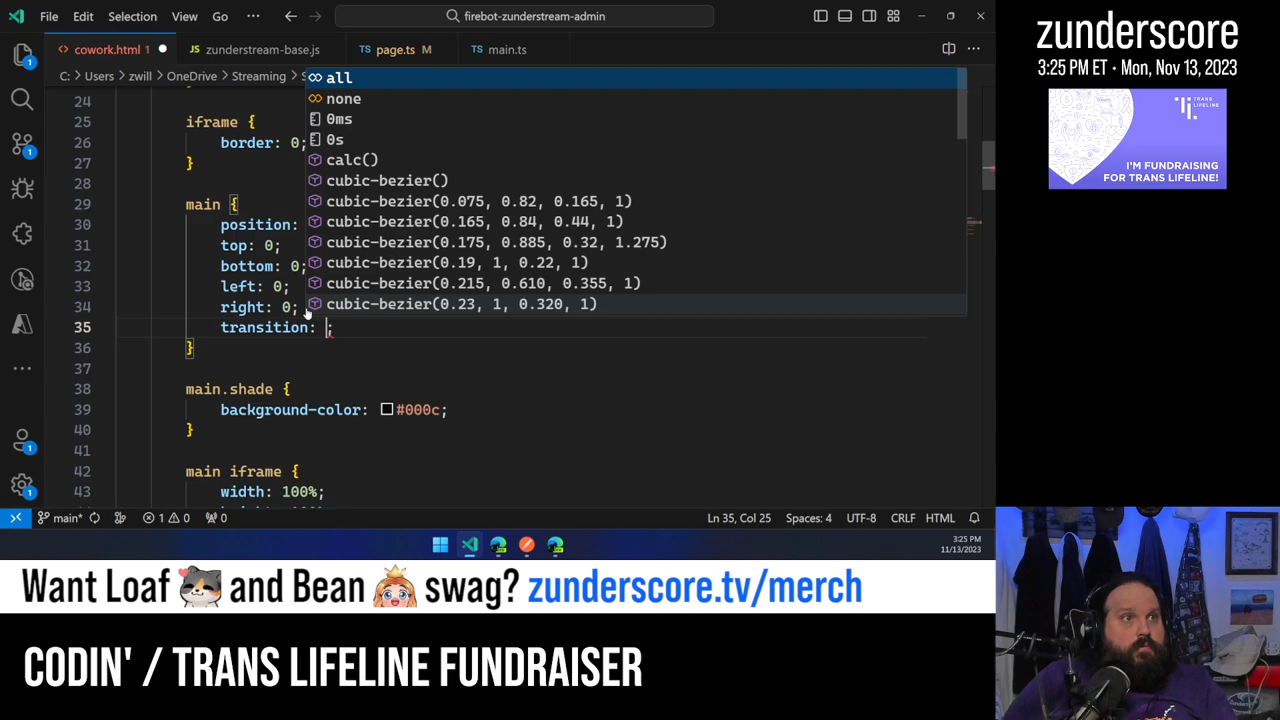 File Edit Selection View Go ··· firebot-zunderstream-admin
cowork.html 1 zunderstream-base.js page.ts M main.ts
C: > Users > zwill > OneDrive > Streaming > S
24
25 iframe {
26 border: 0;
27 }
28
29 main {
30 position:
31 top: 0;
32 bottom: 0;
33 left: 0;
34 right: 0;
35 transition: ;
36 }
37
38 main.shade {
39 background-color: #000c;
40 }
41
42 main iframe {
43 width: 100%;
all
none
0ms
0s
calc()
cubic-bezier()
cubic-bezier(0.075, 0.82, 0.165, 1)
cubic-bezier(0.165, 0.84, 0.44, 1)
cubic-bezier(0.175, 0.885, 0.32, 1.275)
cubic-bezier(0.19, 1, 0.22, 1)
cubic-bezier(0.215, 0.610, 0.355, 1)
cubic-bezier(0.23, 1, 0.320, 1)
main* 1 0 0 Ln 35, Col 25 Spaces: 4 UTF-8 CRLF HTML
3:25 PM
11/13/2023
Want Loaf and Bean swag? zunderscore.tv/merch
CODIN' / TRANS LIFELINE FUNDRAISER
zunderscore
3:25 PM ET • Mon, Nov 13, 2023
TRANS
LIFELINE
I'M FUNDRAISING
FOR TRANS LIFELINE!